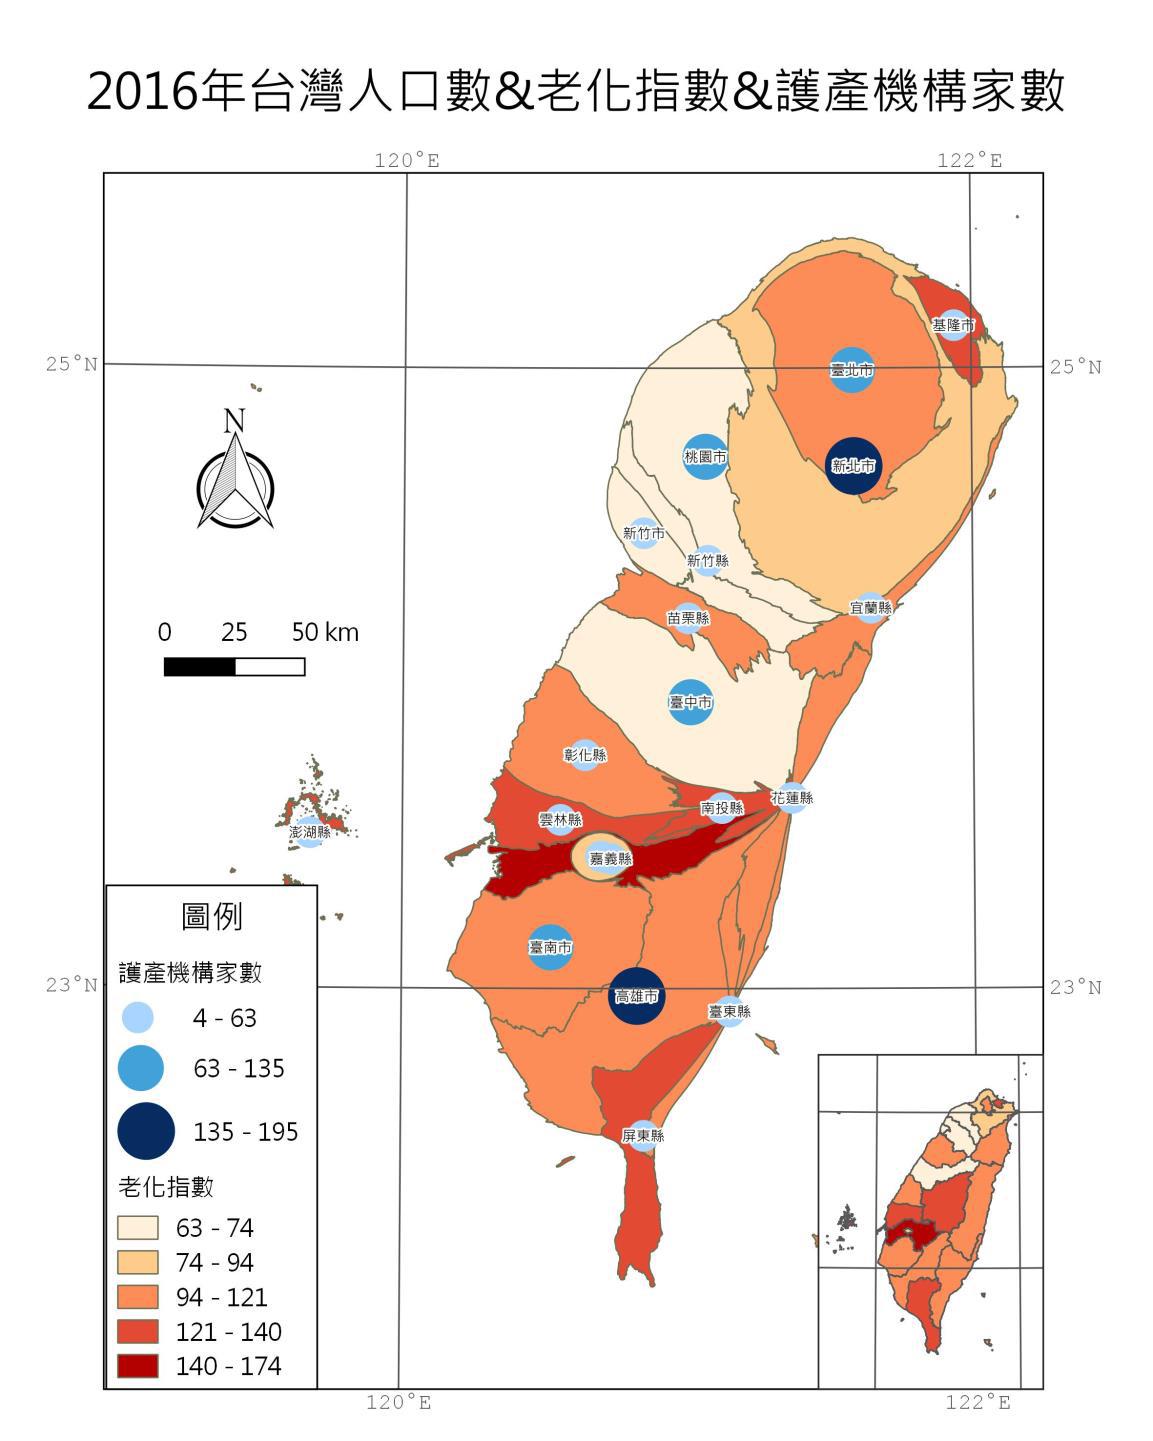 2016年台灣人口數&老化指數&護產機構家數
120°E
122°E
25°N
25°N
N
0 25 50 km
基隆市
臺北市
桃園市
新北市
新竹市
新竹縣
宜蘭縣
苗栗縣
臺中市
彰化縣
花蓮縣
南投縣
雲林縣
澎湖縣
嘉義縣
臺南市
23°N
23°N
高雄市
臺東縣
屏東縣
圖例
護產機構家數
4 - 63
63 - 135
135 - 195
老化指數
63 - 74
74 - 94
94 - 121
121 - 140
140 - 174
120°E
122°E